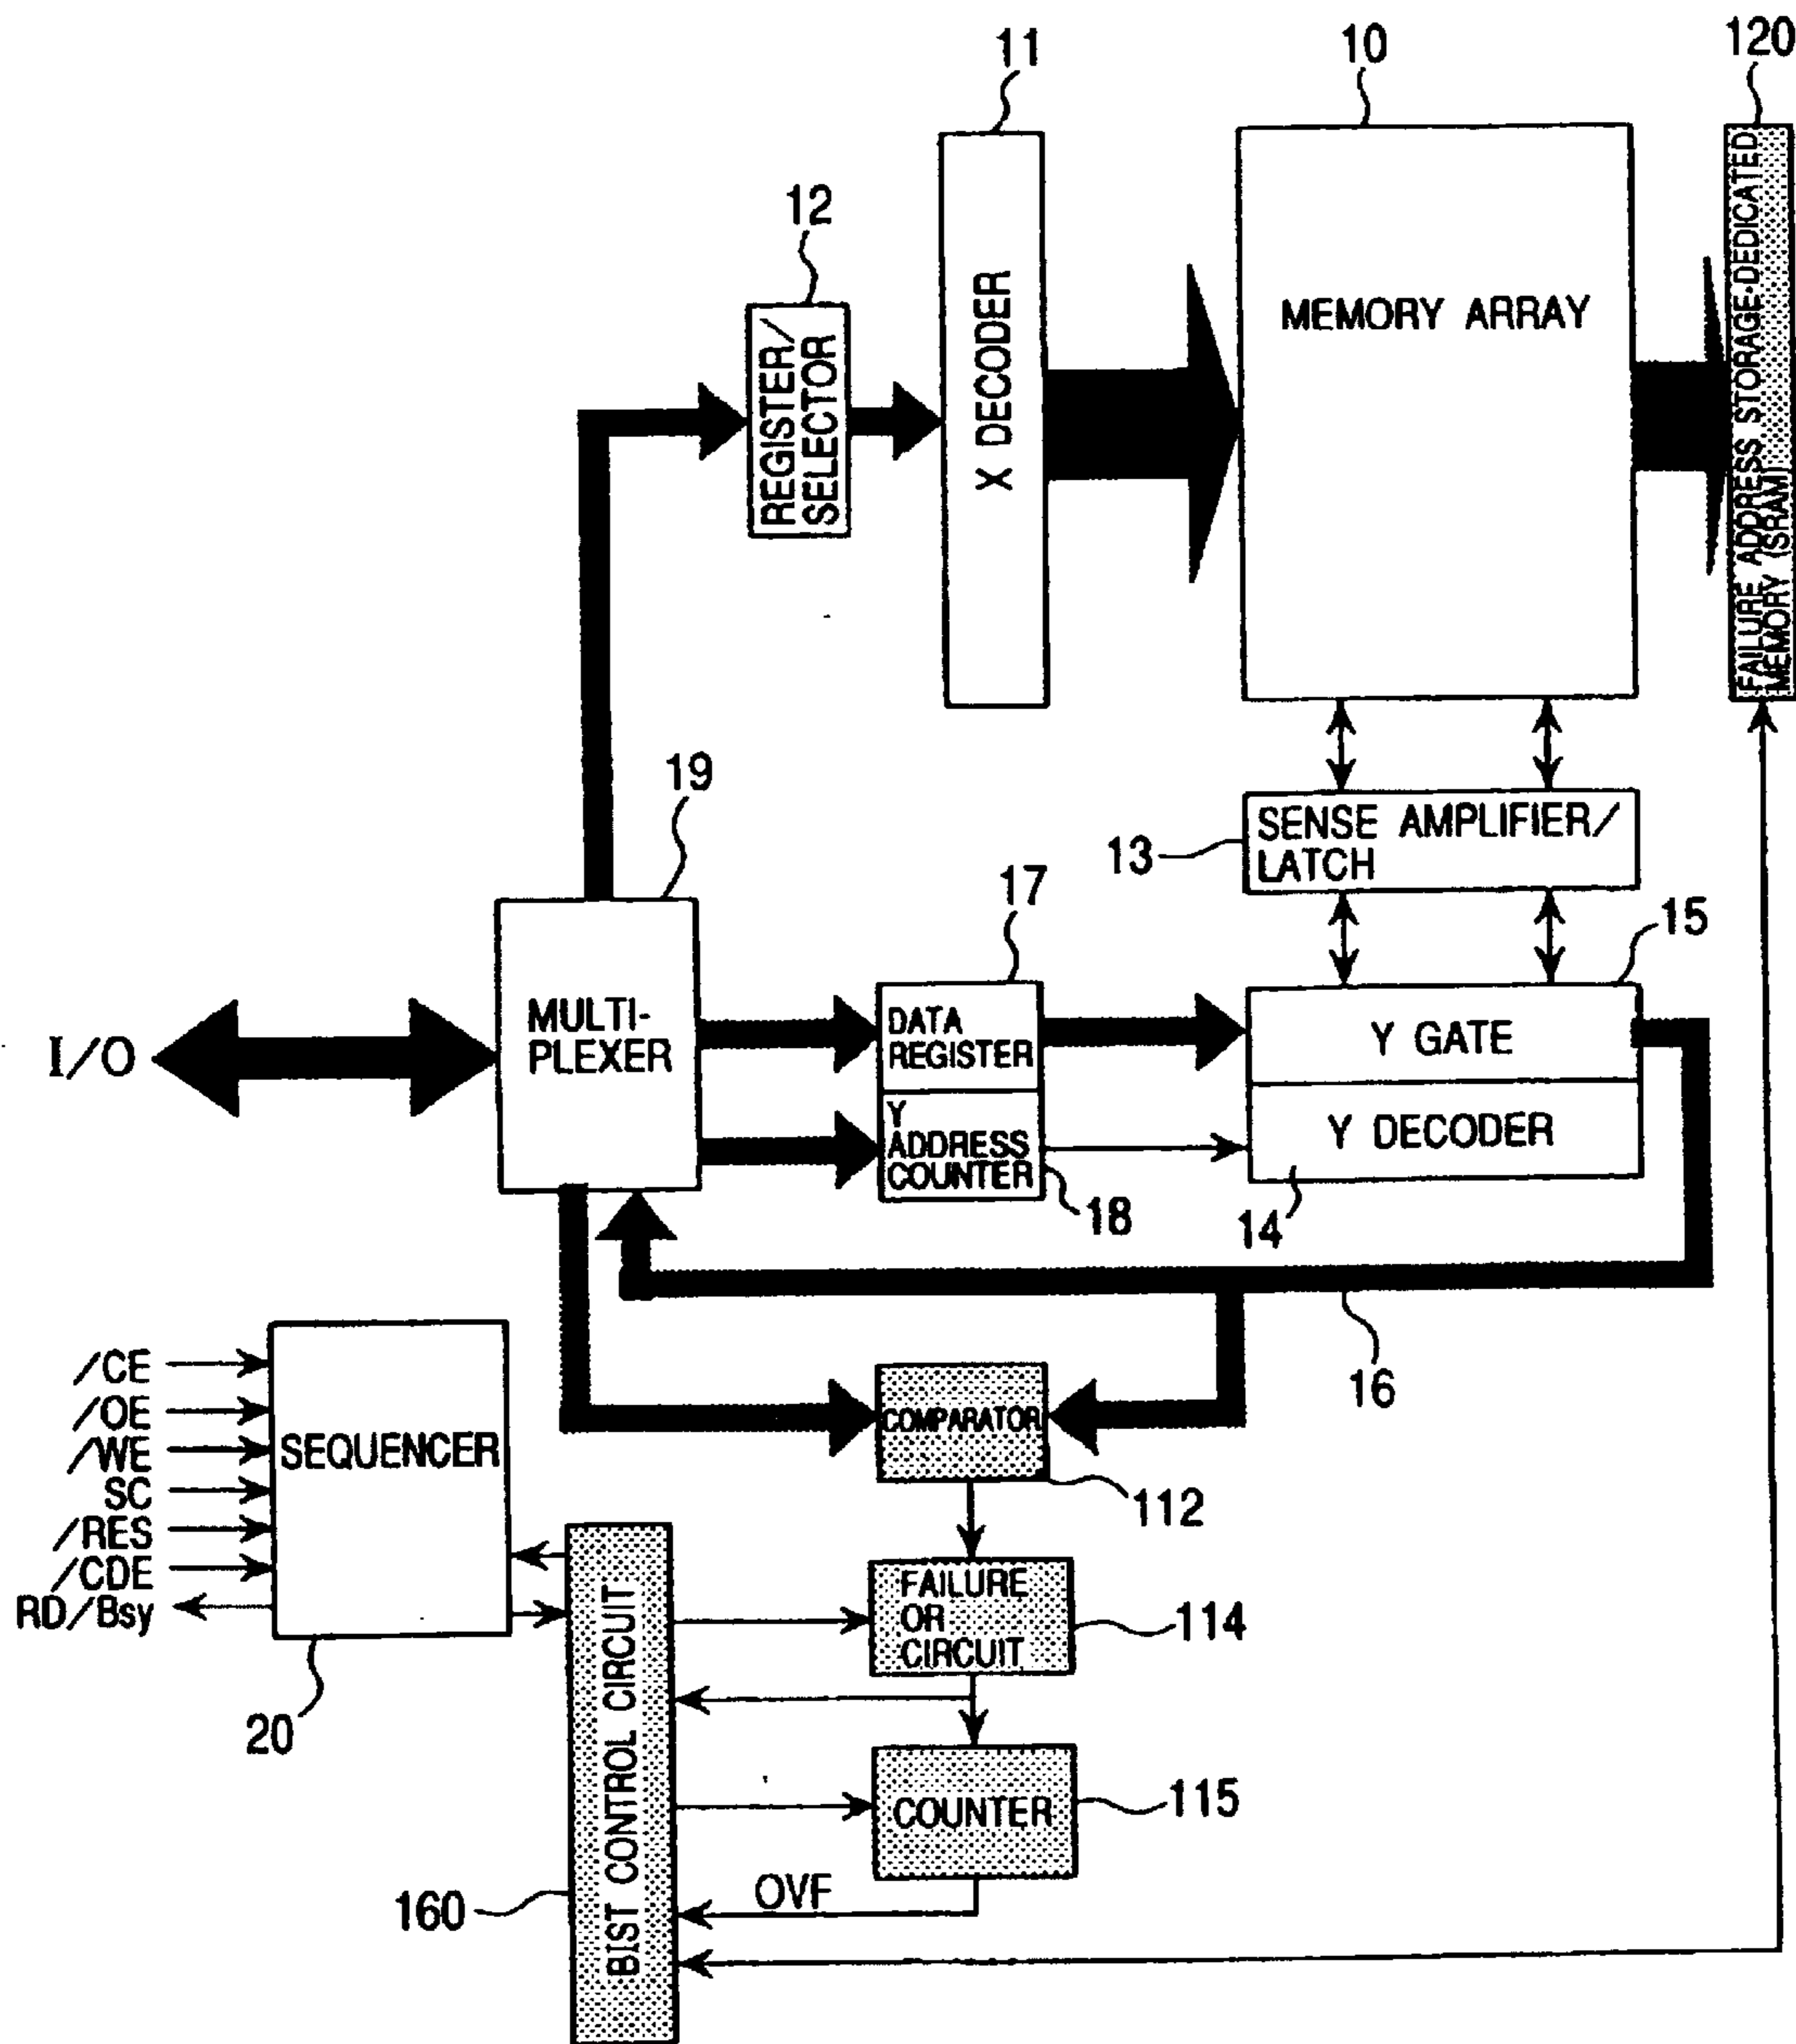 11
10
120
12
REGISTER/
SELECTOR
X DECODER
MEMORY ARRAY
FAILURE ADDRESS STORAGE-DEDICATED
MEMORY (SRAM)
19
SENSE AMPLIFIER/
LATCH
13
17
15
I/O
MULTI-
PLEXER
DATA
REGISTER
Y
ADDRESS
COUNTER
Y GATE
Y DECODER
18
14
16
/CE
/OE
/WE
SC
/RES
/CDE
RD/Bsy
SEQUENCER
20
COMPARATOR
112
BIST CONTROL CIRCUIT
FAILURE
OR
CIRCUIT
114
COUNTER
115
OVF
160